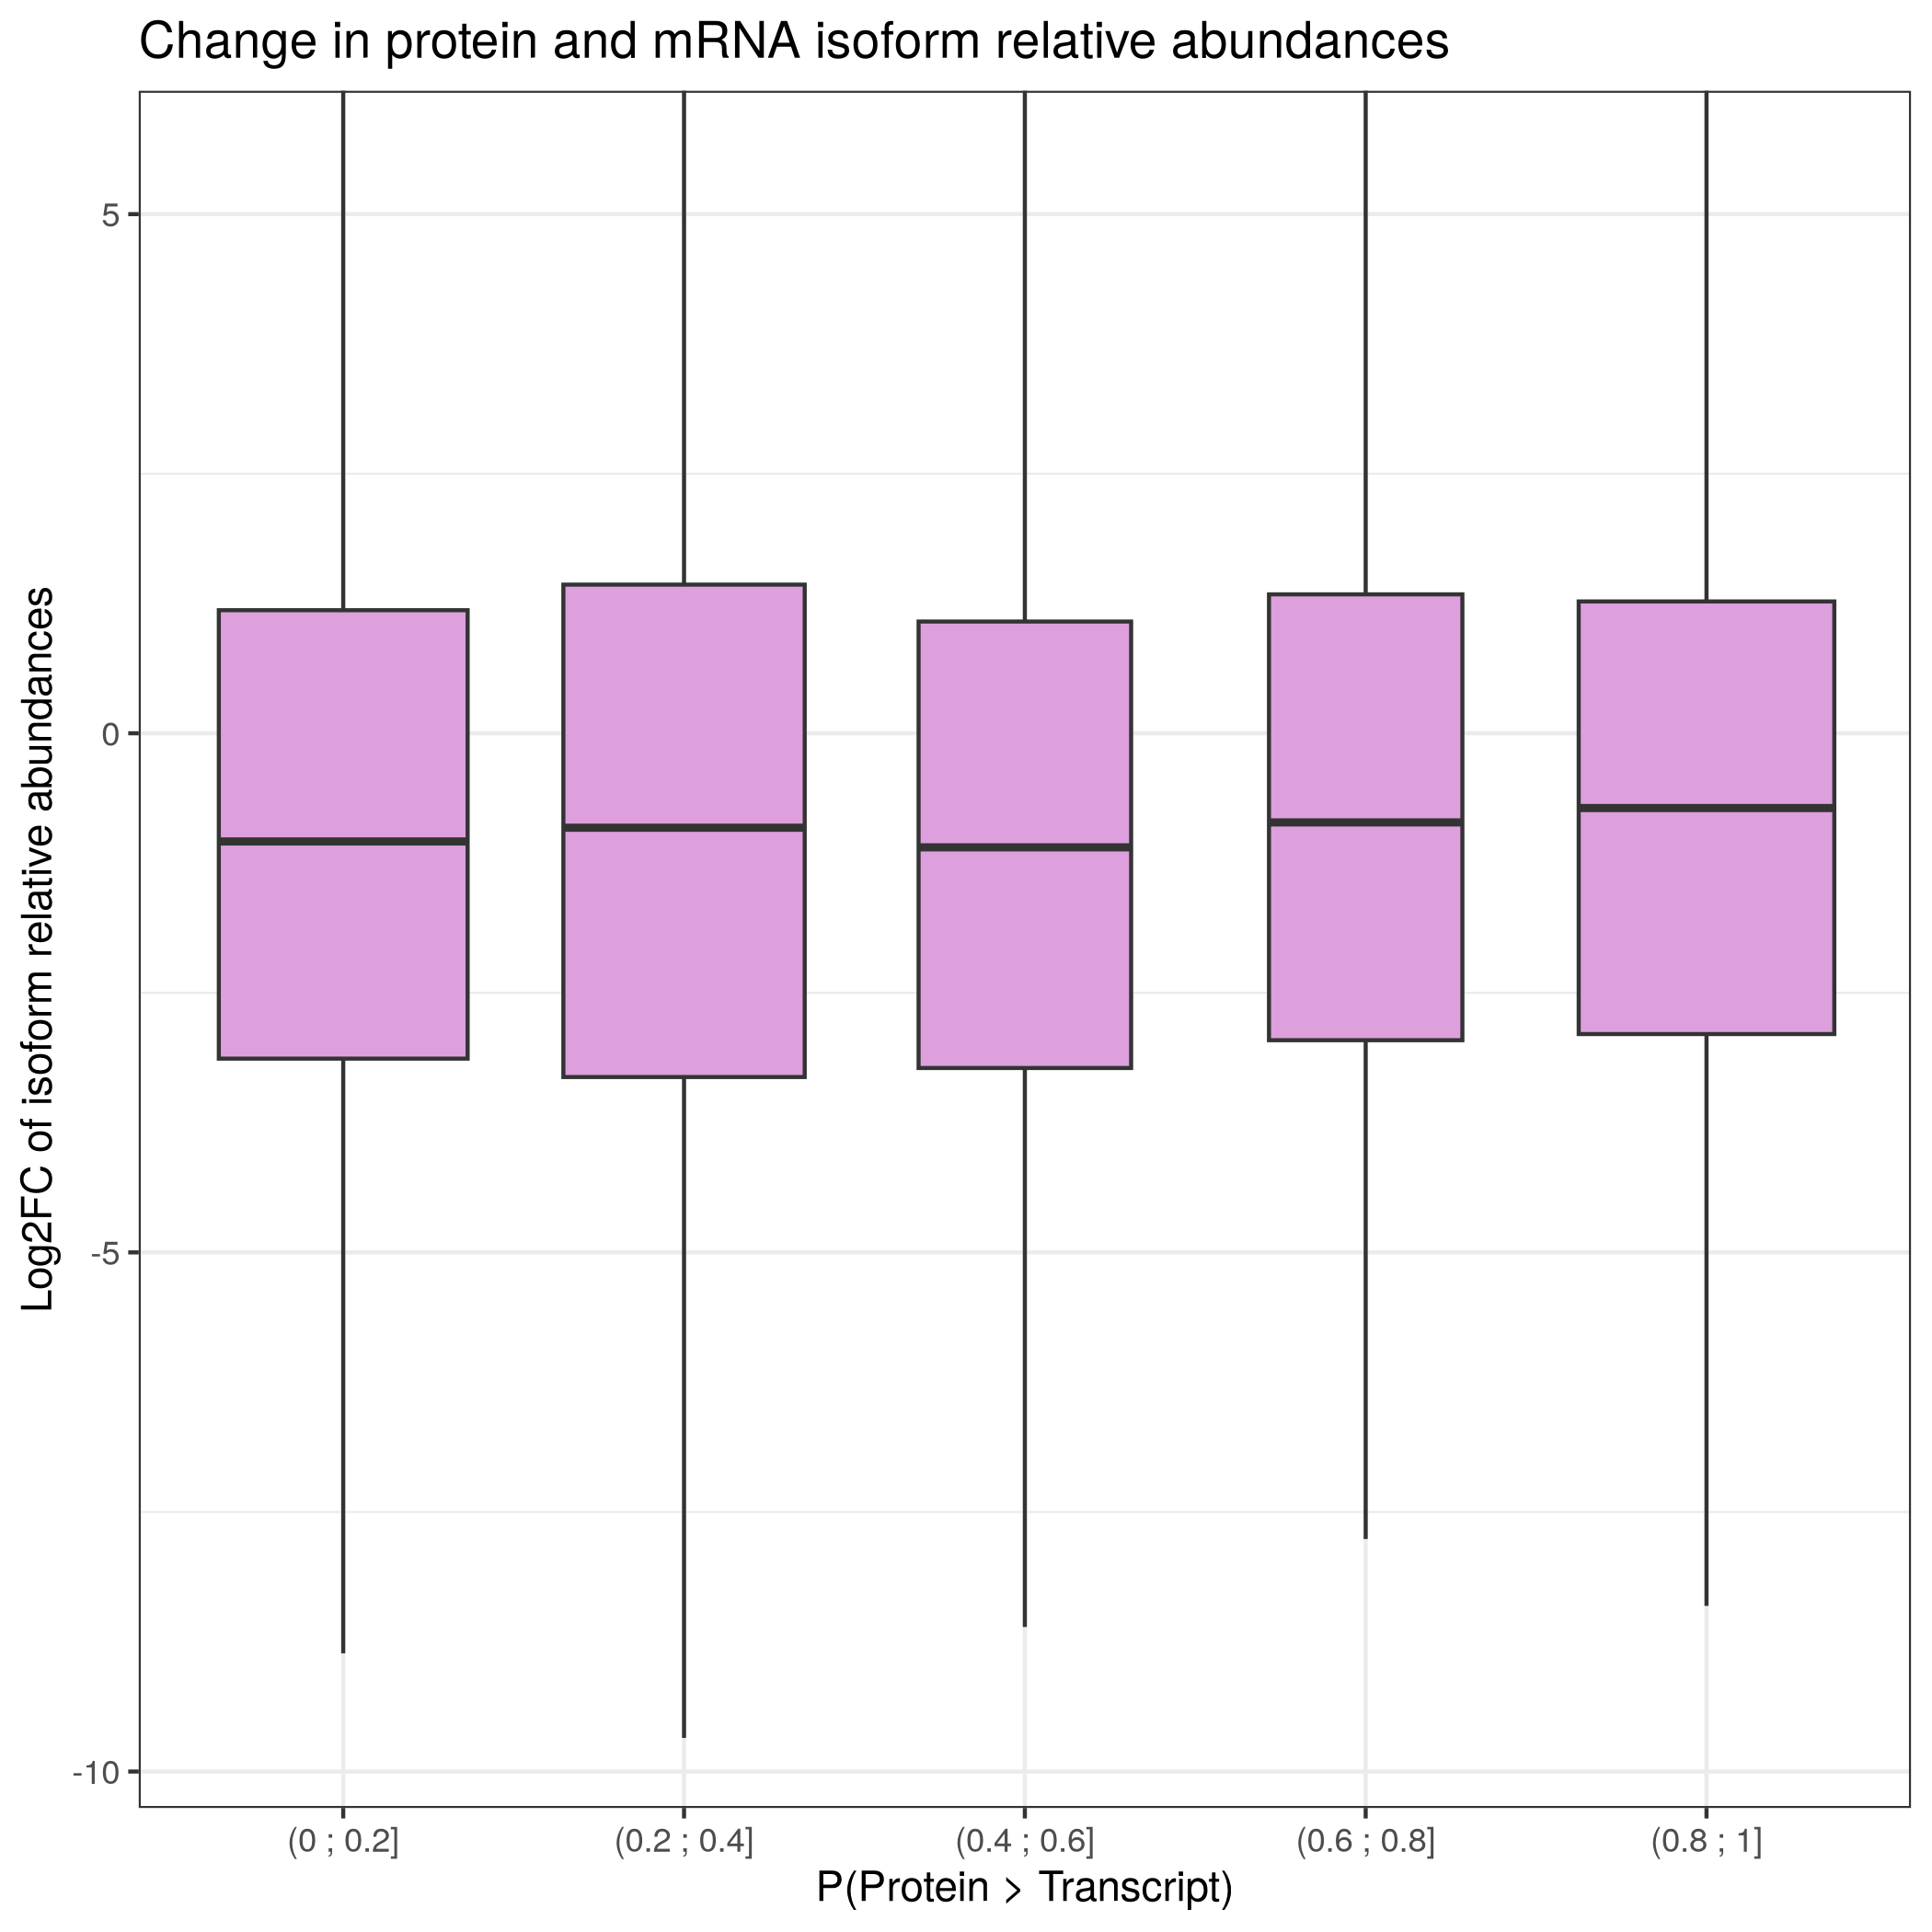 Change in protein and mRNA isoform relative abundances
Log2FC of isoform relative abundances
5
0
-5
-10
(0 ; 0.2]
(0.2 ; 0.4]
(0.4 ; 0.6]
(0.6 ; 0.8]
(0.8 ; 1]
P(Protein > Transcript)